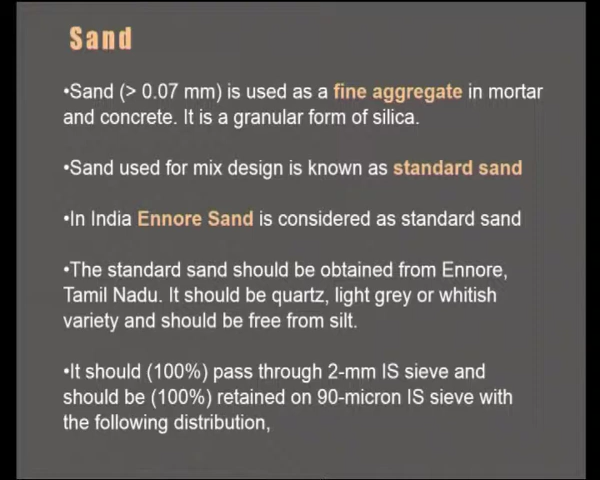 Sand
•Sand (> 0.07 mm) is used as a fine aggregate in mortar
and concrete. It is a granular form of silica.
•Sand used for mix design is known as standard sand
•In India Ennore Sand is considered as standard sand
•The standard sand should be obtained from Ennore,
Tamil Nadu. It should be quartz, light grey or whitish
variety and should be free from silt.
•It should (100%) pass through 2-mm IS sieve and
should be (100%) retained on 90-micron IS sieve with
the following distribution,